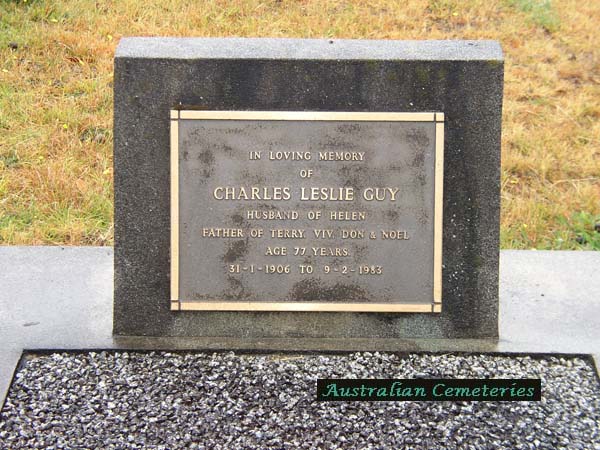 IN LOVING MEMORY
OF
CHARLES LESLIE GUY
HUSBAND OF HELEN
FATHER OF TERRY, VIV, DON & NOEL
AGE 77 YEARS.
31-1-1906 TO 9-2-1983
Australian Cemeteries